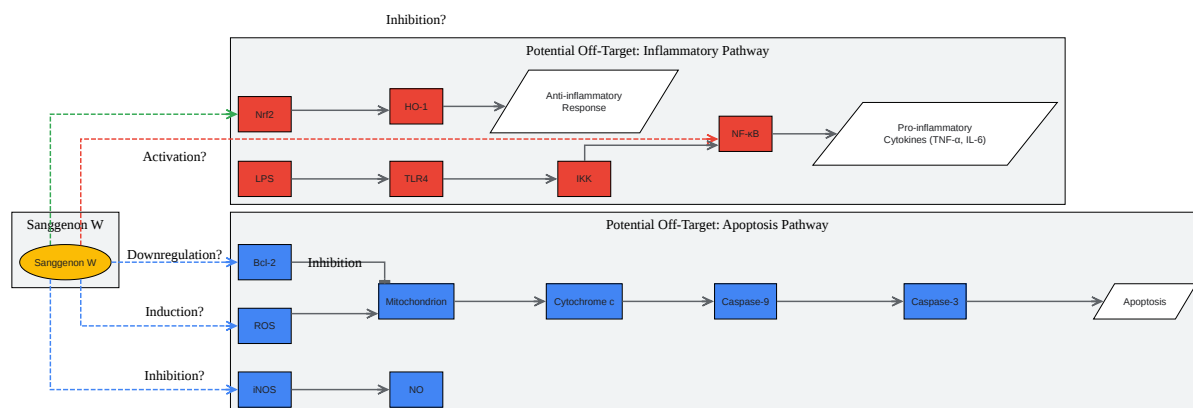 Inhibition?
Potential Off-Target: Inflammatory Pathway
Nrf2
HO-1
Anti-inflammatory
Response
NF-κB
Pro-inflammatory
Cytokines (TNF-α, IL-6)
Activation?
LPS
TLR4
IKK
Sanggenon W
Sanggenon W
Potential Off-Target: Apoptosis Pathway
Downregulation?
Bcl-2
Inhibition
Mitochondrion
Cytochrome c
Caspase-9
Caspase-3
Apoptosis
Induction?
ROS
Inhibition?
iNOS
NO